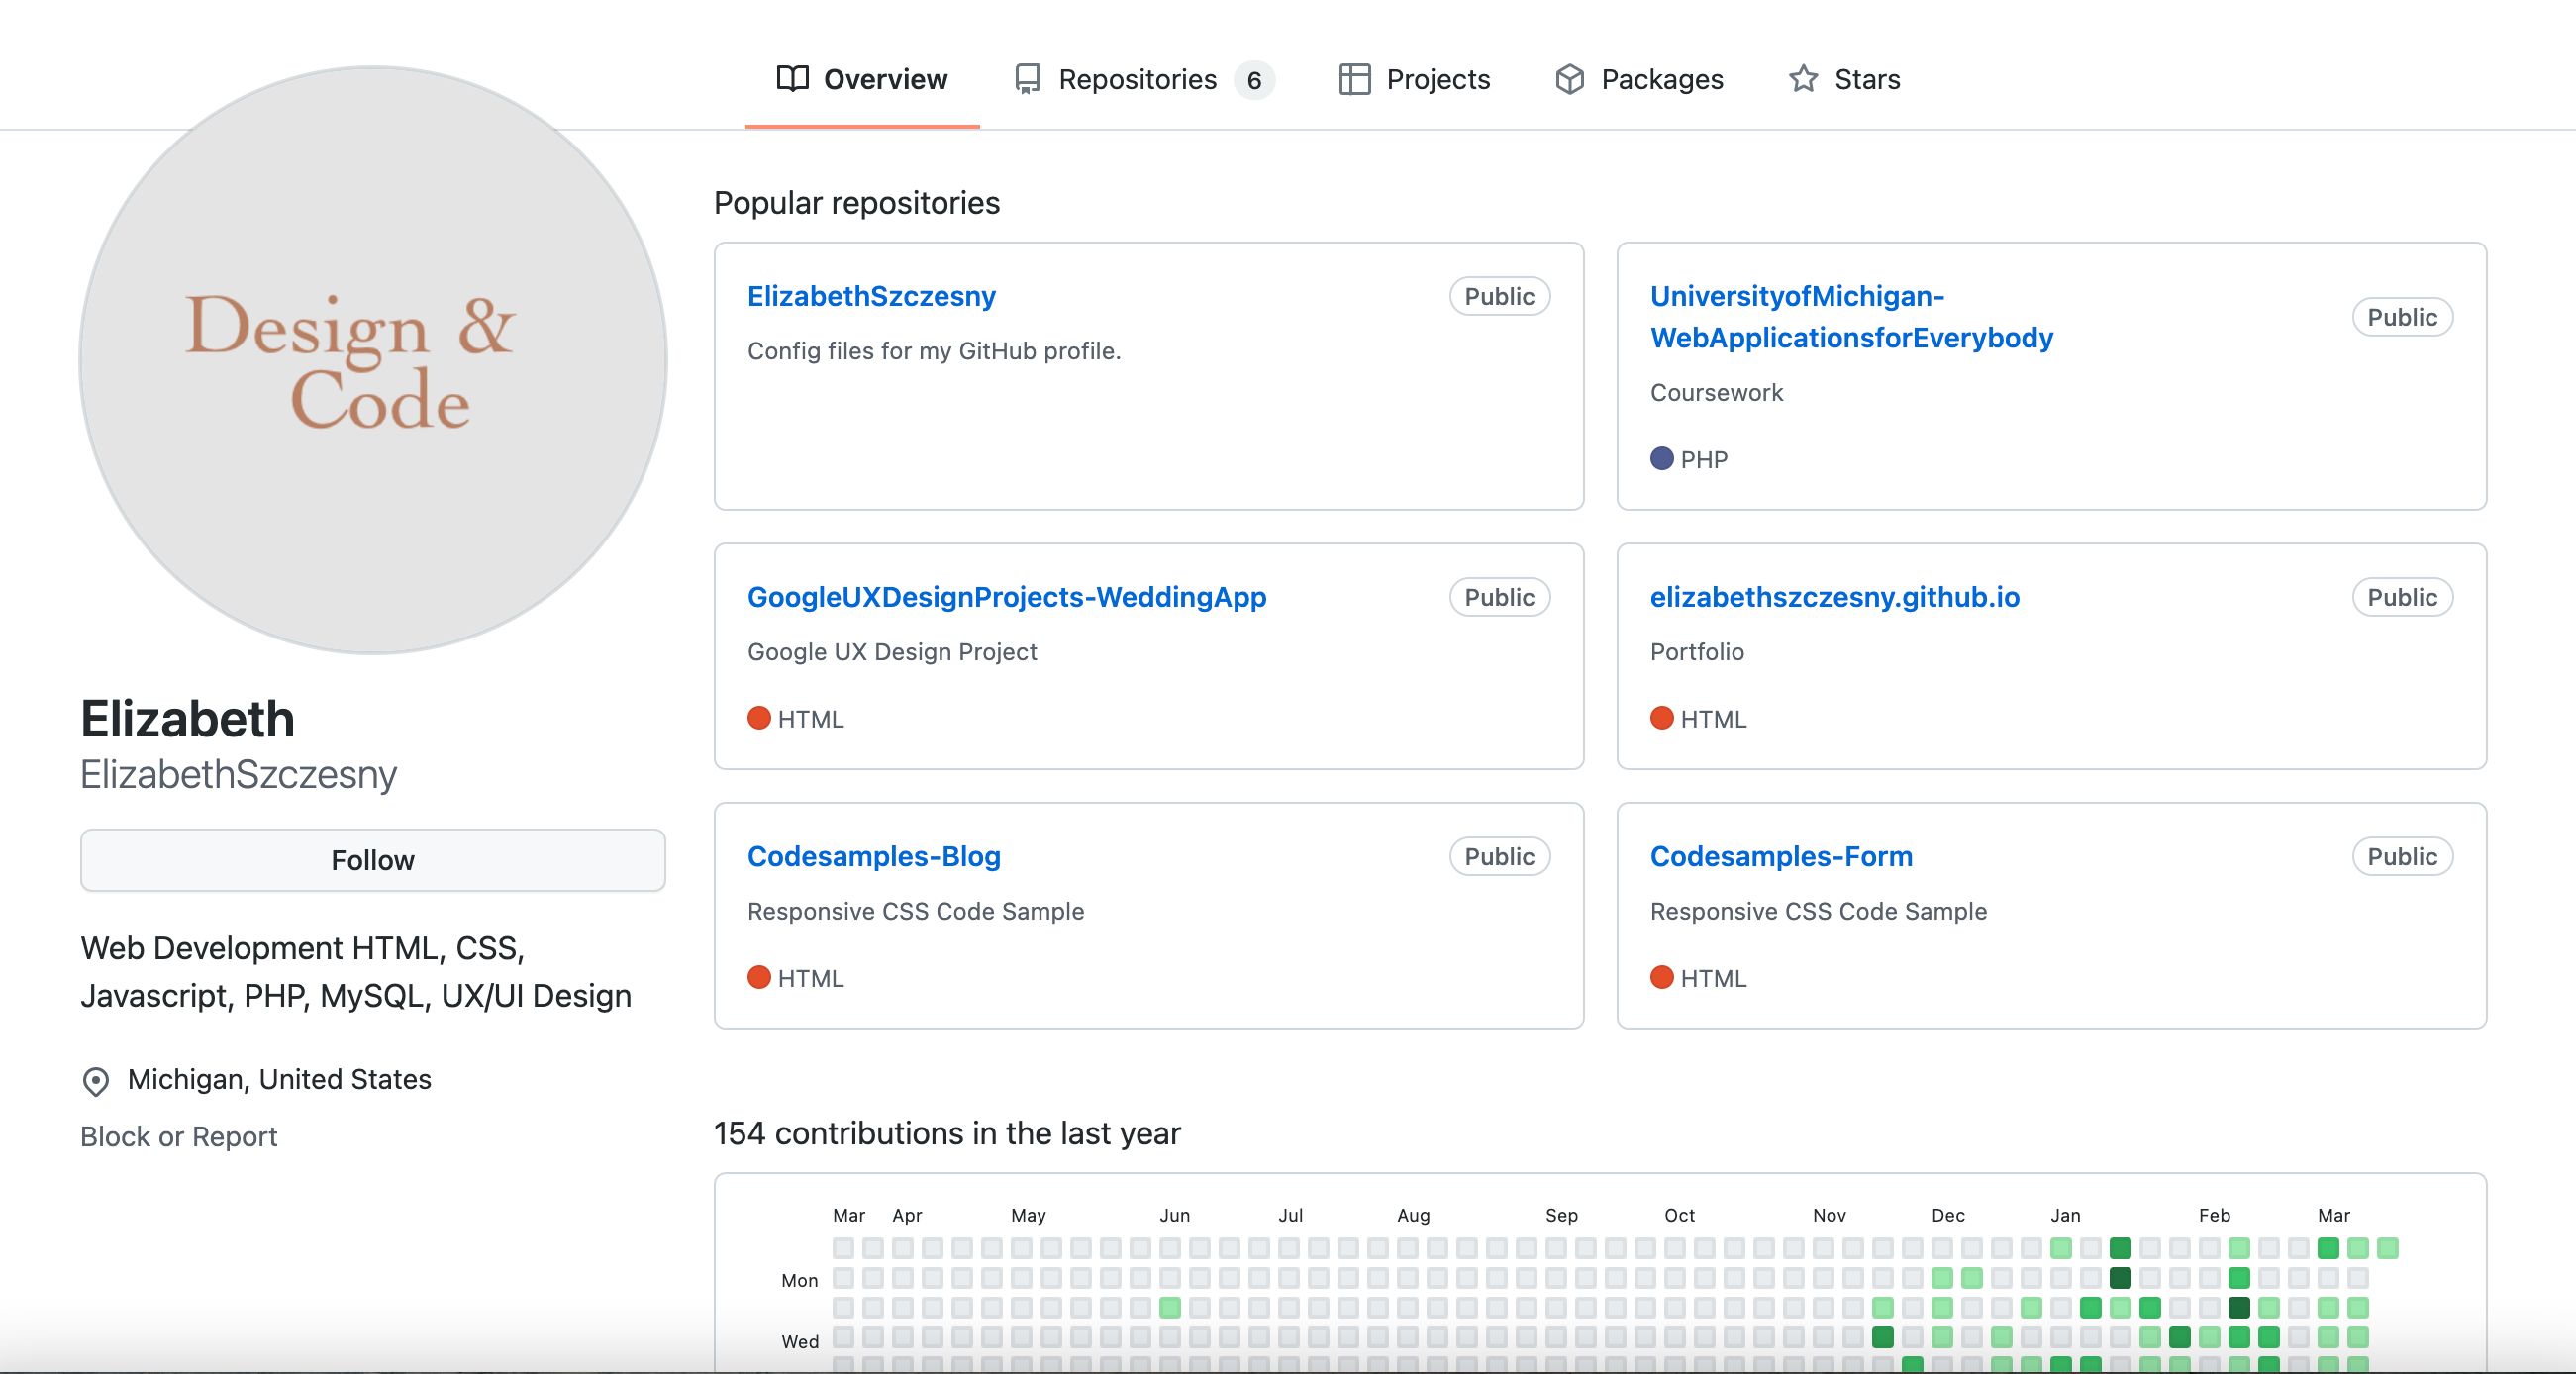 Overview Repositories 6 Projects Packages Stars
Design &
Code
Elizabeth
ElizabethSzczesny
Follow
Web Development HTML, CSS,
Javascript, PHP, MySQL, UX/UI Design
Michigan, United States
Block or Report
Popular repositories
ElizabethSzczesny Public
Config files for my GitHub profile.
UniversityofMichigan-
WebApplicationsforEverybody Public
Coursework
PHP
GoogleUXDesignProjects-WeddingApp Public
Google UX Design Project
HTML
elizabethszczesny.github.io Public
Portfolio
HTML
Codesamples-Blog Public
Responsive CSS Code Sample
HTML
Codesamples-Form Public
Responsive CSS Code Sample
HTML
154 contributions in the last year
Mar Apr May Jun Jul Aug Sep Oct Nov Dec Jan Feb Mar
Mon
Wed